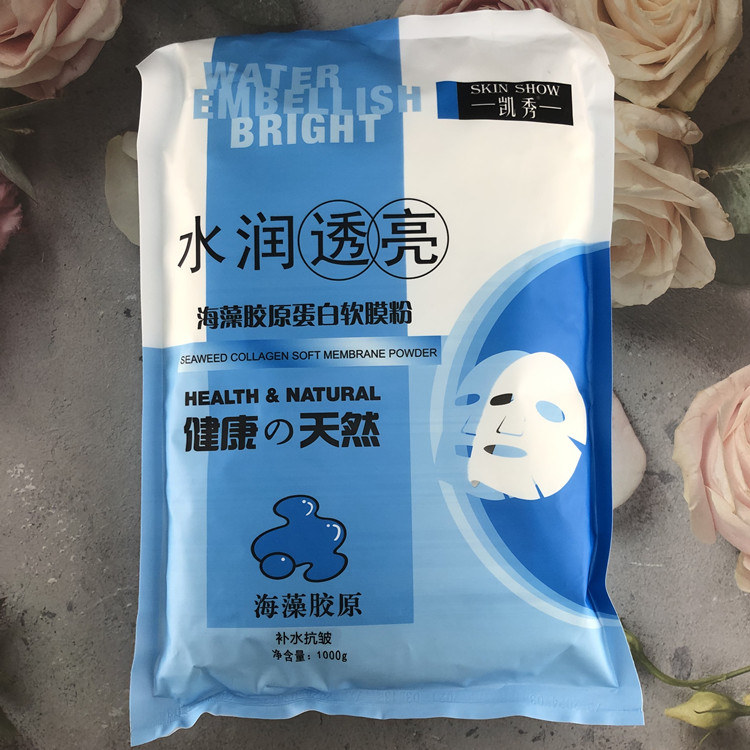 WATER
EMBELLISH
BRIGHT
SKIN SHOW
凯秀
水润透亮
海藻胶原蛋白软膜粉
SEAWEED COLLAGEN SOFT MEMBRANE POWDER
HEALTH & NATURAL
健康の天然
海藻胶原
补水抗皱
净含量：1000g